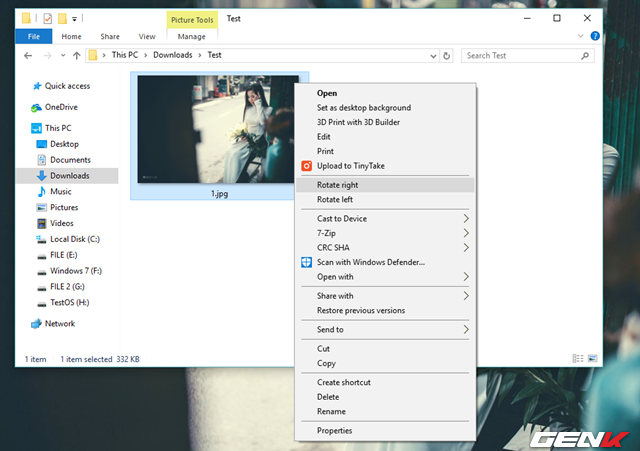 Picture Tools
Test
File
Home
Share
View
Manage
This PC
Downloads
Test
Search Test
Quick access
OneDrive
This PC
Desktop
Documents
Downloads
Music
Pictures
Videos
Local Disk (C:)
FILE (E:)
Windows 7 (F:)
FILE 2 (G:)
TestOS (H:)
Network
1.jpg
Open
Set as desktop background
3D Print with 3D Builder
Edit
Print
Upload to TinyTake
Rotate right
Rotate left
Cast to Device
7-Zip
CRC SHA
Scan with Windows Defender...
Open with
Share with
Restore previous versions
Send to
Cut
Copy
Create shortcut
Delete
Rename
Properties
1 item 1 item selected 332 KB
GENK